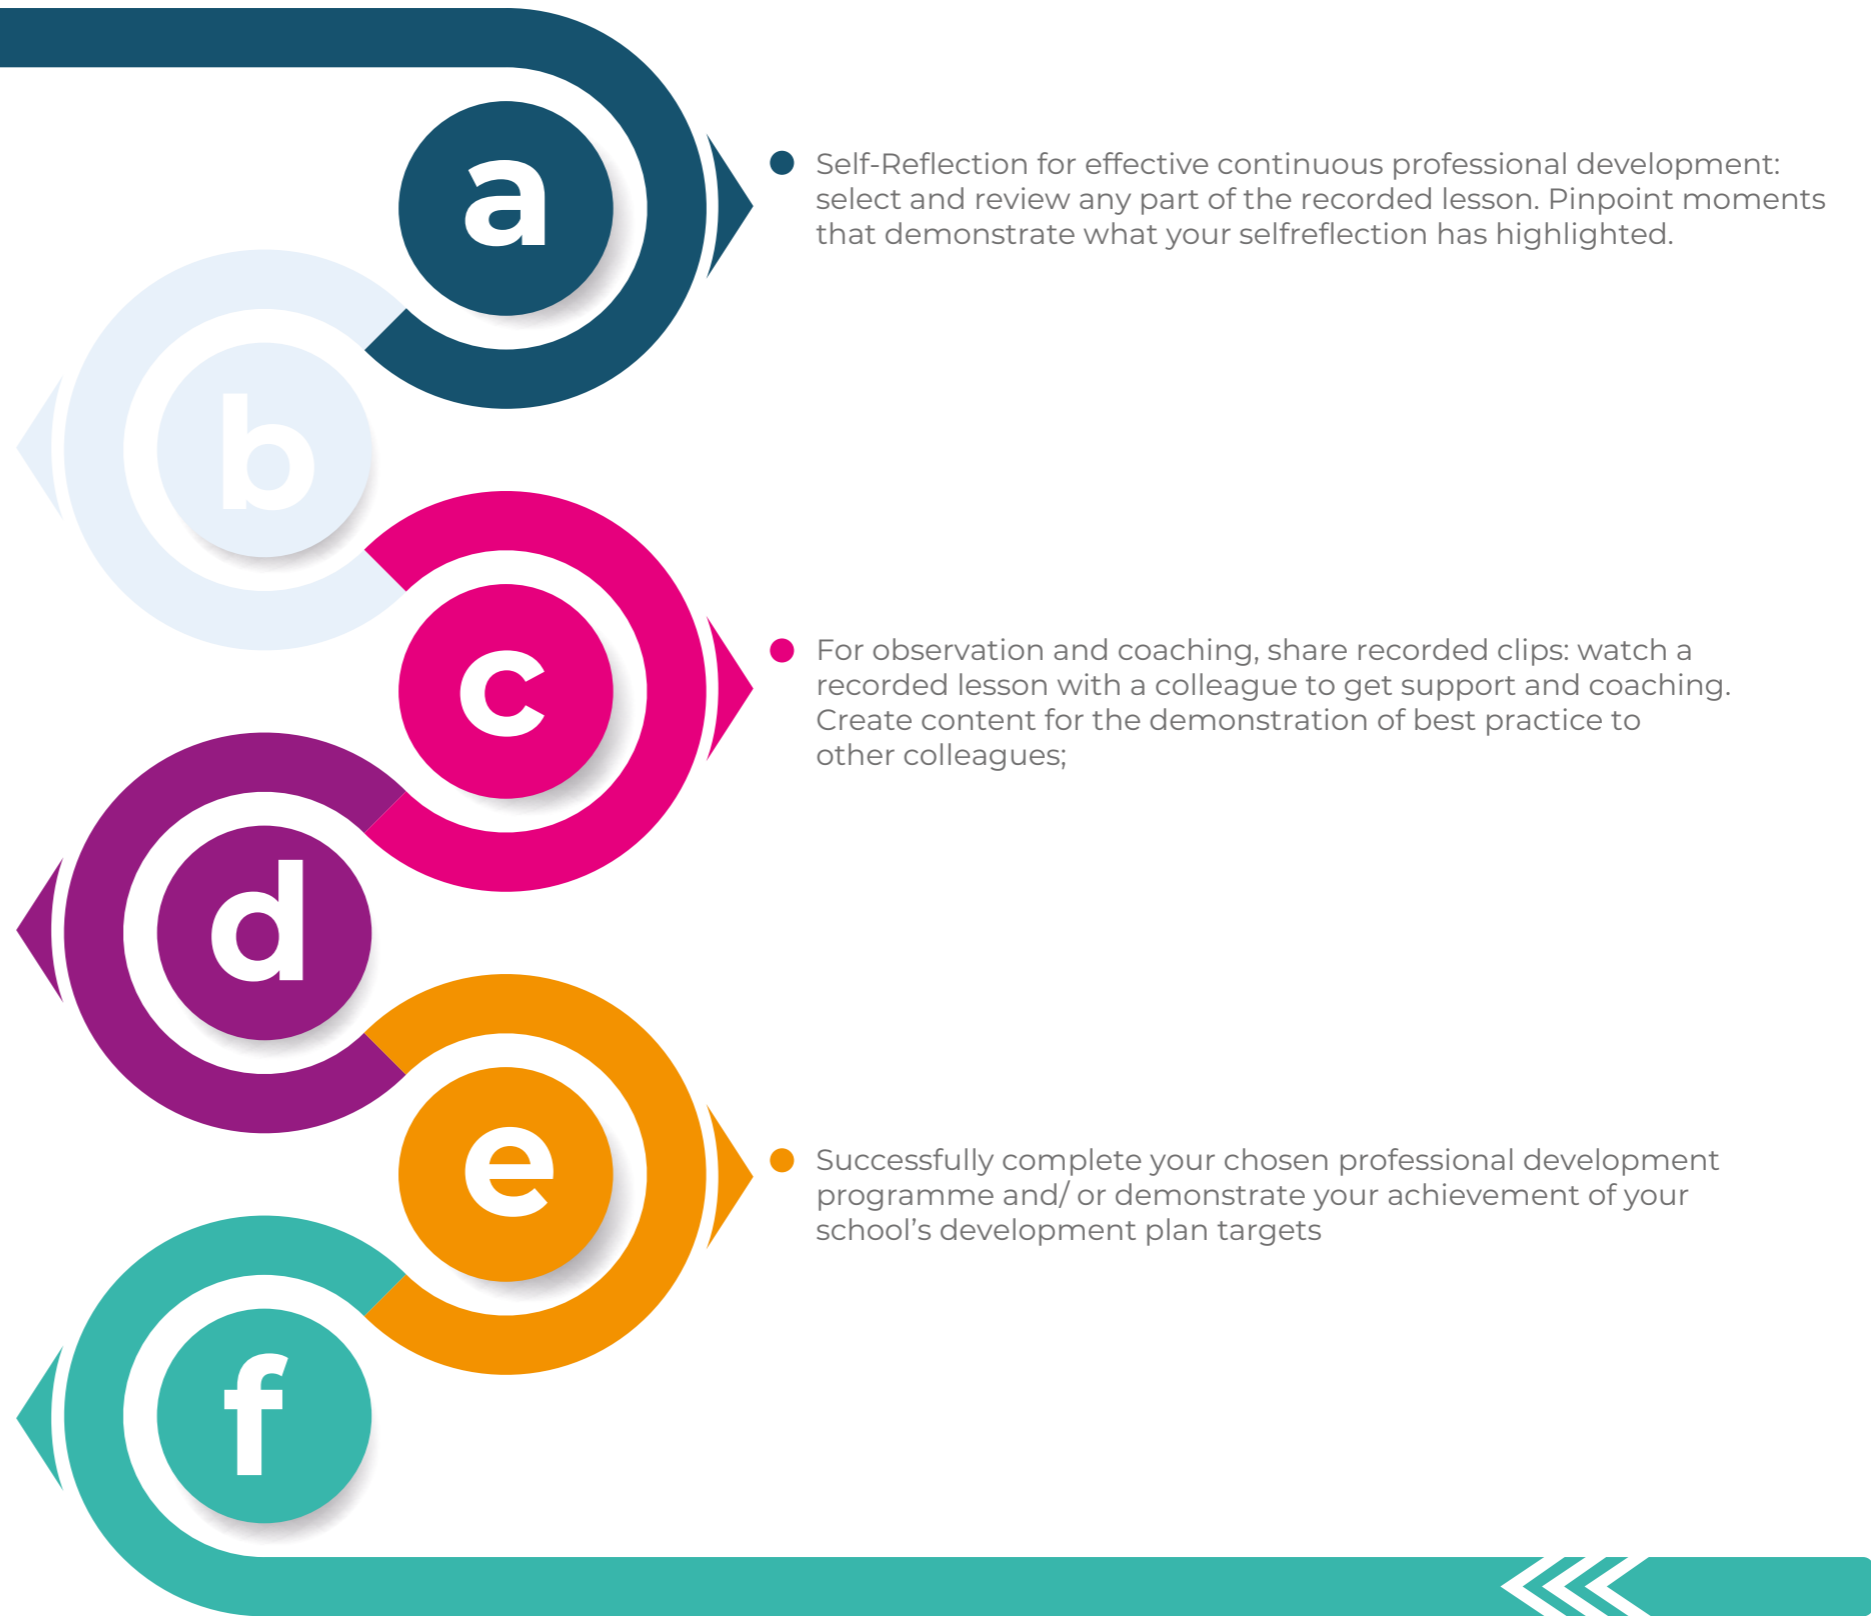 a
Self-Reflection for effective continuous professional development:
select and review any part of the recorded lesson. Pinpoint moments
that demonstrate what your selfreflection has highlighted.
b
c
For observation and coaching, share recorded clips: watch a
recorded lesson with a colleague to get support and coaching.
Create content for the demonstration of best practice to
other colleagues;
d
e
Successfully complete your chosen professional development
programme and/ or demonstrate your achievement of your
school’s development plan targets
f